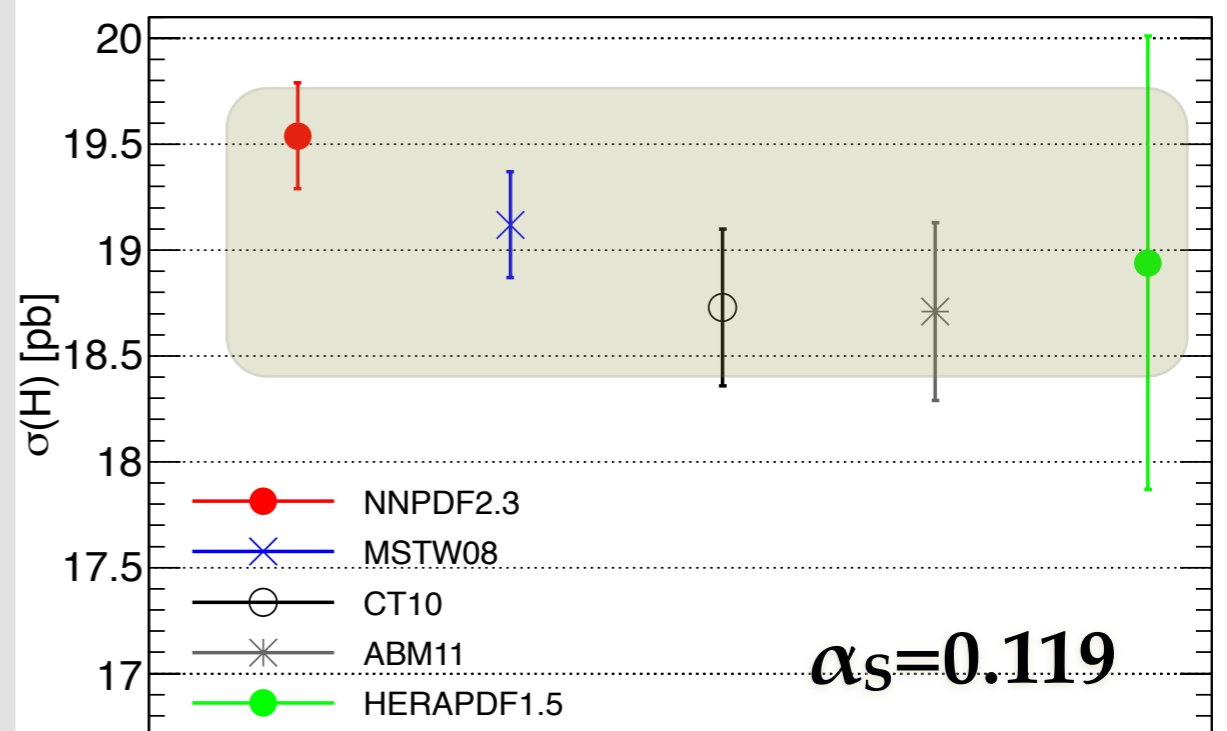 20
19.5
19
18.5
18
17.5
17
σ(H) [pb]
NNPDF2.3
MSTW08
CT10
ABM11
HERAPDF1.5
αS=0.119